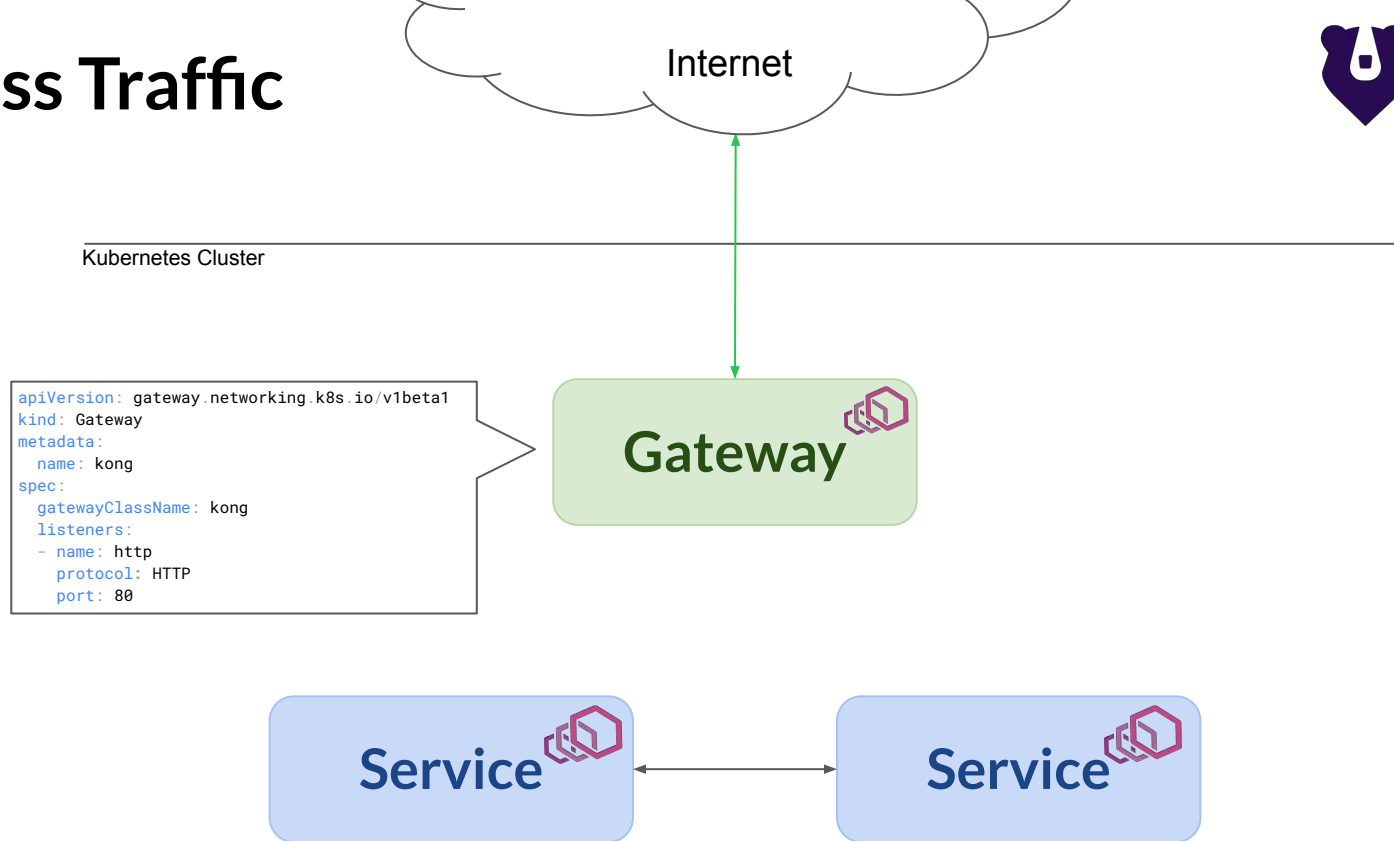 ss Traffic
Internet
Kubernetes Cluster
apiVersion: gateway.networking.k8s.io/v1beta1
kind: Gateway
metadata:
  name: kong
spec:
  gatewayClassName: kong
  listeners:
  - name: http
    protocol: HTTP
    port: 80
Gateway
Service
Service